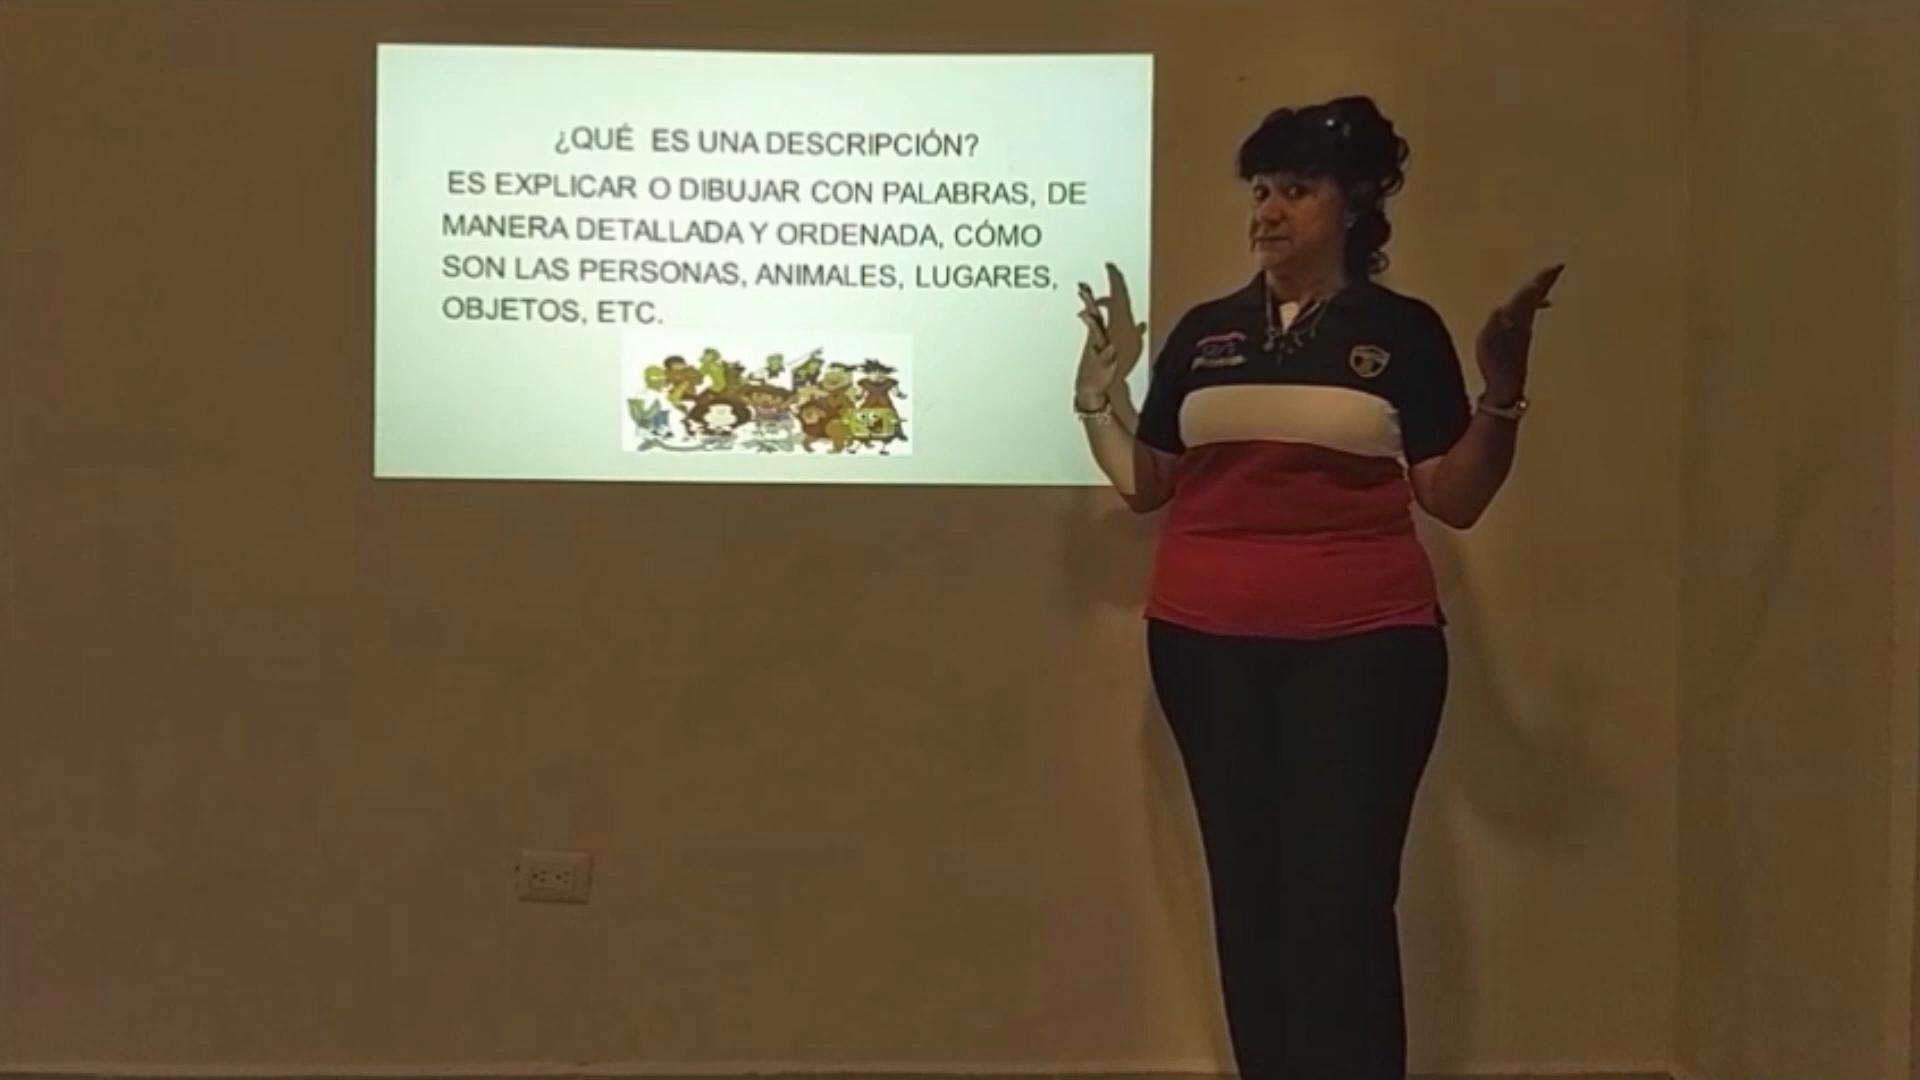 ¿QUÉ ES UNA DESCRIPCIÓN?
ES EXPLICAR O DIBUJAR CON PALABRAS, DE
MANERA DETALLADA Y ORDENADA, CÓMO
SON LAS PERSONAS, ANIMALES, LUGARES,
OBJETOS, ETC.